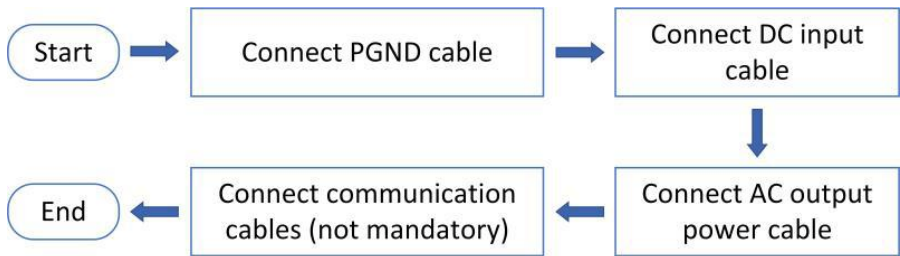 Start
Connect PGND cable
Connect DC input
cable
Connect AC output
power cable
Connect communication
cables (not mandatory)
End